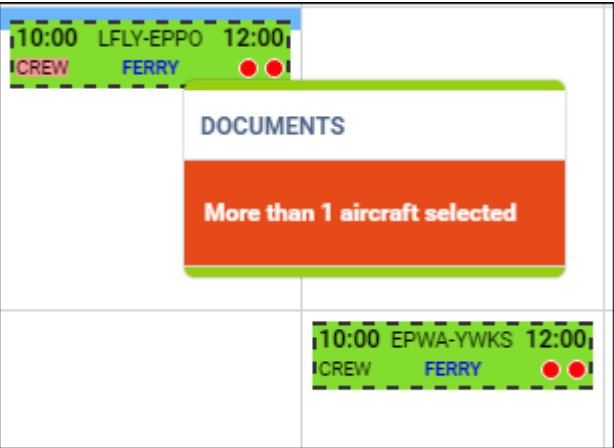 10:00 LFLY-EPPO 12:00
CREW FERRY
DOCUMENTS
More than 1 aircraft selected
10:00 EPWA-YWKS 12:00
CREW FERRY